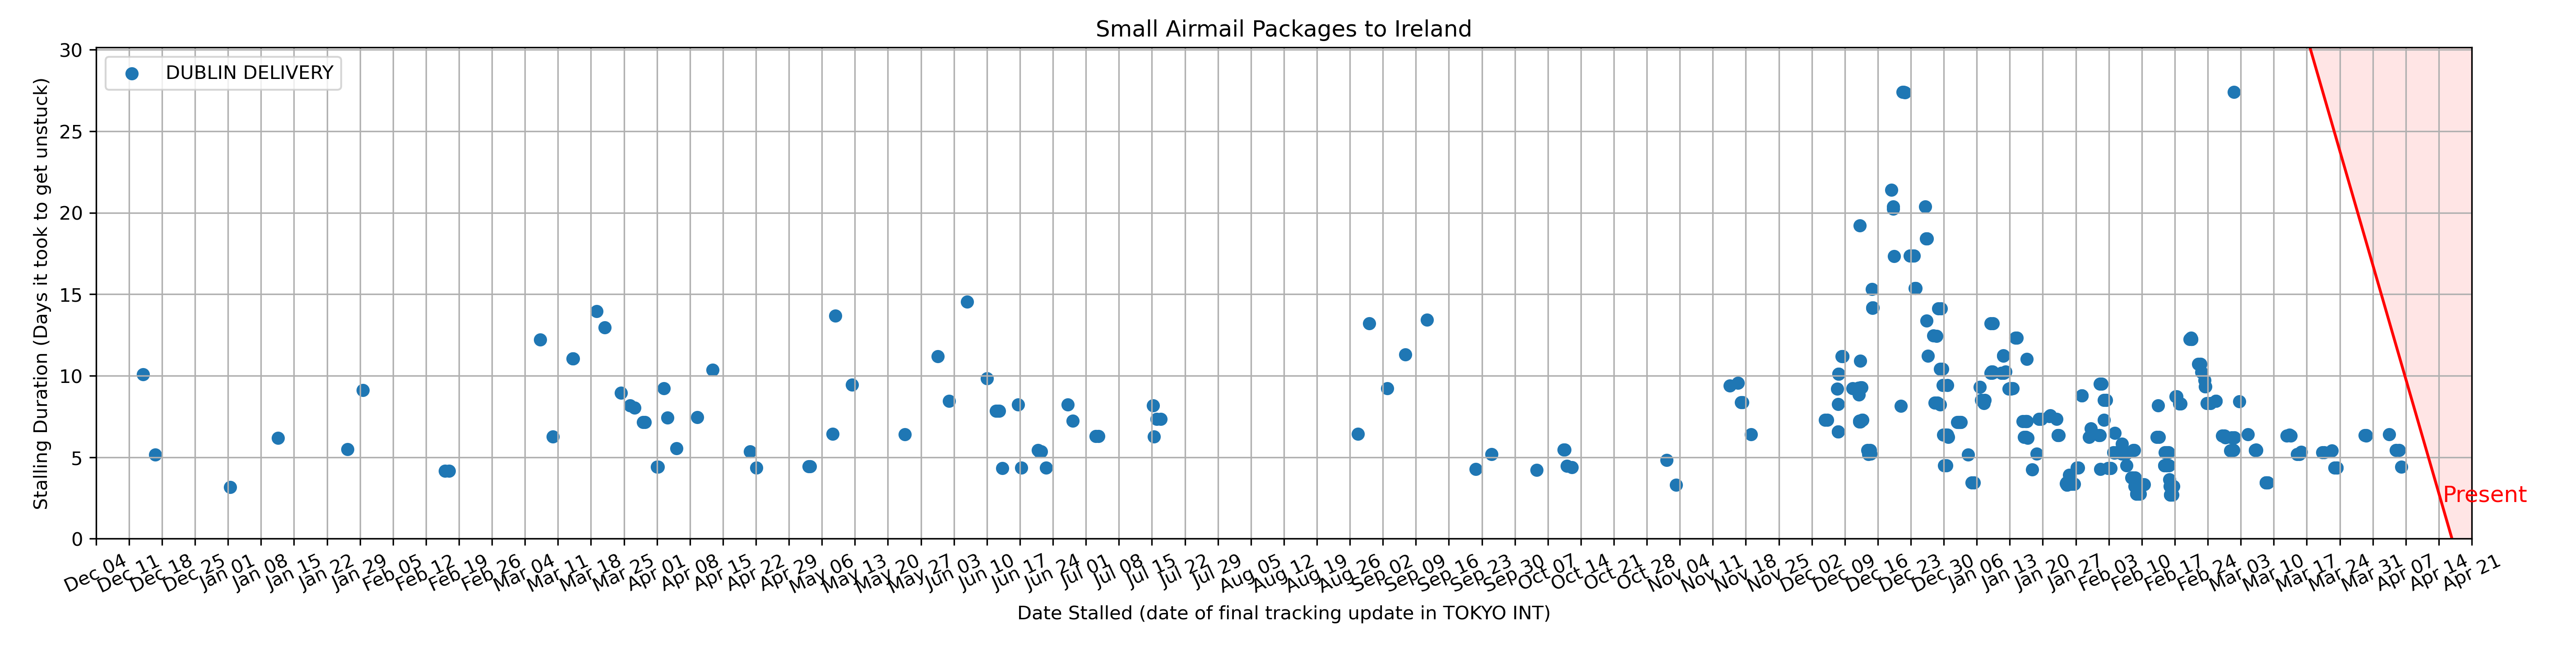 Small Airmail Packages to Ireland
DUBLIN DELIVERY
Stalling Duration (Days it took to get unstuck)
30
25
20
15
10
5
0
Present
Dec 04 Dec 11 Dec 18 Dec 25 Jan 01 Jan 08 Jan 15 Jan 22 Jan 29 Feb 05 Feb 12 Feb 19 Feb 26 Mar 04 Mar 11 Mar 18 Mar 25 Apr 01 Apr 08 Apr 15 Apr 22 Apr 29 May 06 May 13 May 20 May 27 Jun 03 Jun 10 Jun 17 Jun 24 Jul 01 Jul 08 Jul 15 Jul 22 Jul 29 Aug 05 Aug 12 Aug 19 Aug 26 Sep 02 Sep 09 Sep 16 Sep 23 Sep 30 Oct 07 Oct 14 Oct 21 Oct 28 Nov 04 Nov 11 Nov 18 Nov 25 Dec 02 Dec 09 Dec 16 Dec 23 Dec 30 Jan 06 Jan 13 Jan 20 Jan 27 Feb 03 Feb 10 Feb 17 Feb 24 Mar 03 Mar 10 Mar 17 Mar 24 Mar 31 Apr 07 Apr 14 Apr 21
Date Stalled (date of final tracking update in TOKYO INT)